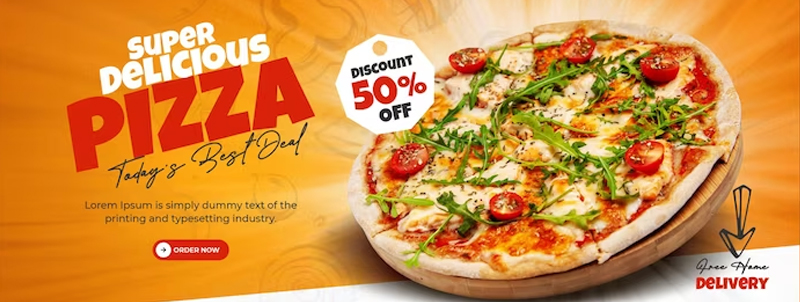 SUPER
DELICIOUS
PIZZA
Today's Best Deal
Lorem Ipsum is simply dummy text of the
printing and typesetting industry.
ORDER NOW
DISCOUNT
50%
OFF
Free Home
DELIVERY